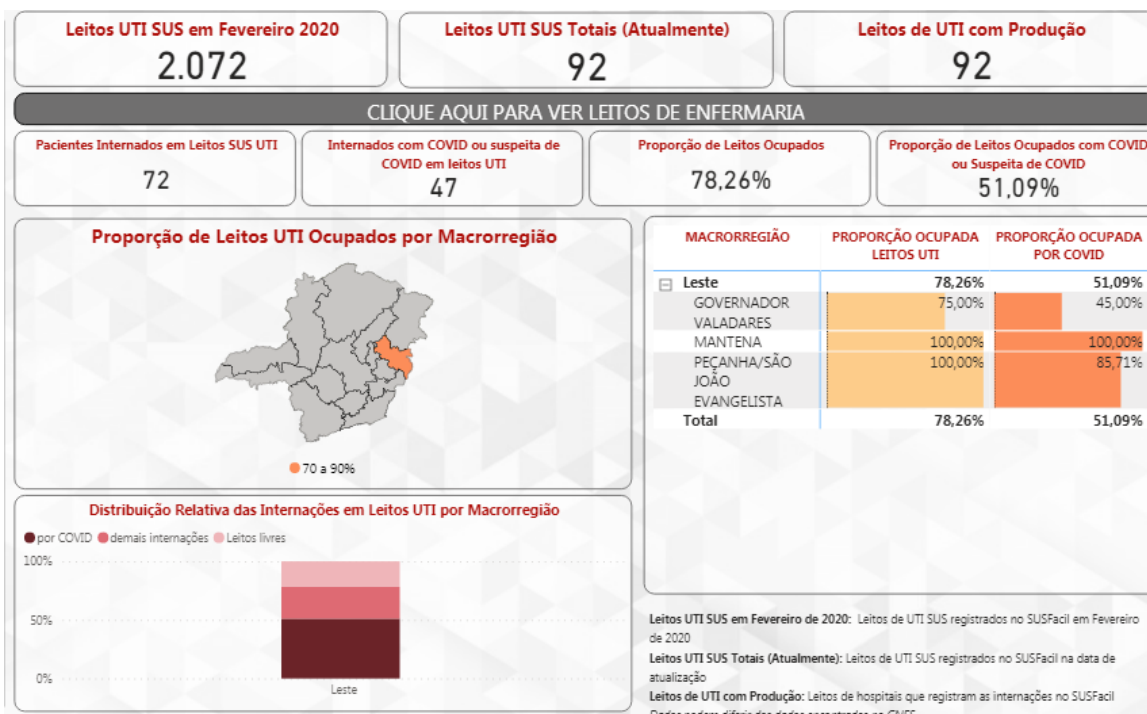 Leitos UTI SUS em Fevereiro 2020
2.072
Leitos UTI SUS Totais (Atualmente)
92
Leitos de UTI com Produção
92
CLIQUE AQUI PARA VER LEITOS DE ENFERMARIA
Pacientes Internados em Leitos SUS UTI
72
Internados com COVID ou suspeita de
COVID em leitos UTI
47
Proporção de Leitos Ocupados
78,26%
Proporção de Leitos Ocupados com COVID
ou Suspeita de COVID
51,09%
Proporção de Leitos UTI Ocupados por Macrorregião
70 a 90%
MACRORREGIÃO PROPORÇÃO OCUPADA PROPORÇÃO OCUPADA
LEITOS UTI POR COVID
Leste 78,26% 51,09%
GOVERNADOR 75,00% 45,00%
VALADARES
MANTENA 100,00% 100,00%
PEÇANHA/SÃO 100,00% 85,71%
JOÃO
EVANGELISTA
Total 78,26% 51,09%
Distribuição Relativa das Internações em Leitos UTI por Macrorregião
por COVID demais internações Leitos livres
100%
50%
0%
Leste
Leitos UTI SUS em Fevereiro de 2020: Leitos de UTI SUS registrados no SUSFacil em Fevereiro
de 2020
Leitos UTI SUS Totais (Atualmente): Leitos de UTI SUS registrados no SUSFacil na data de
atualização
Leitos de UTI com Produção: Leitos de hospitais que registram as internações no SUSFacil